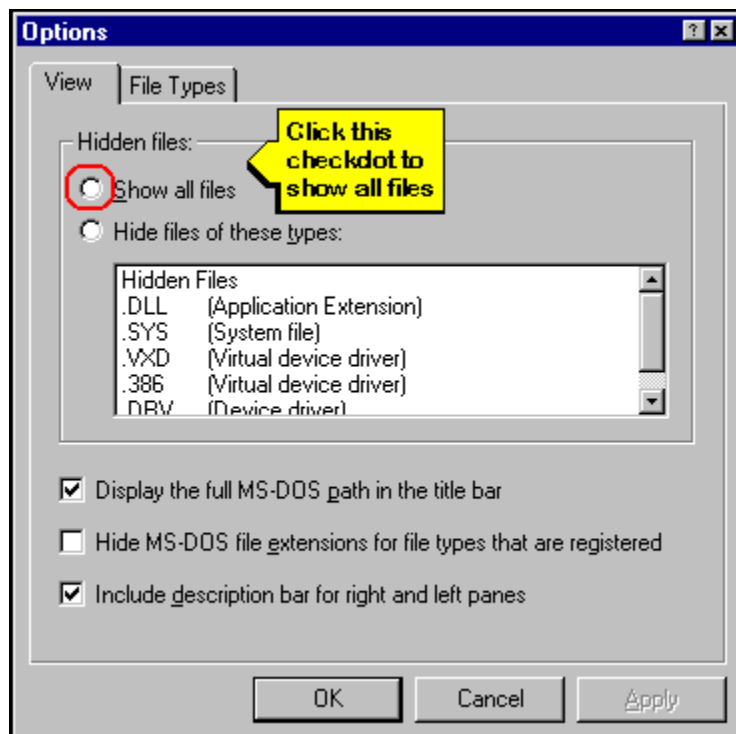 Options
View
File Types
Hidden files:
Click this
checkdot to
show all files
Show all files
Hide files of these types:
Hidden Files
.DLL (Application Extension)
.SYS (System file)
.VXD (Virtual device driver)
.386 (Virtual device driver)
.DRV (Device driver)
Display the full MS-DOS path in the title bar
Hide MS-DOS file extensions for file types that are registered
Include description bar for right and left panes
OK
Cancel
Apply